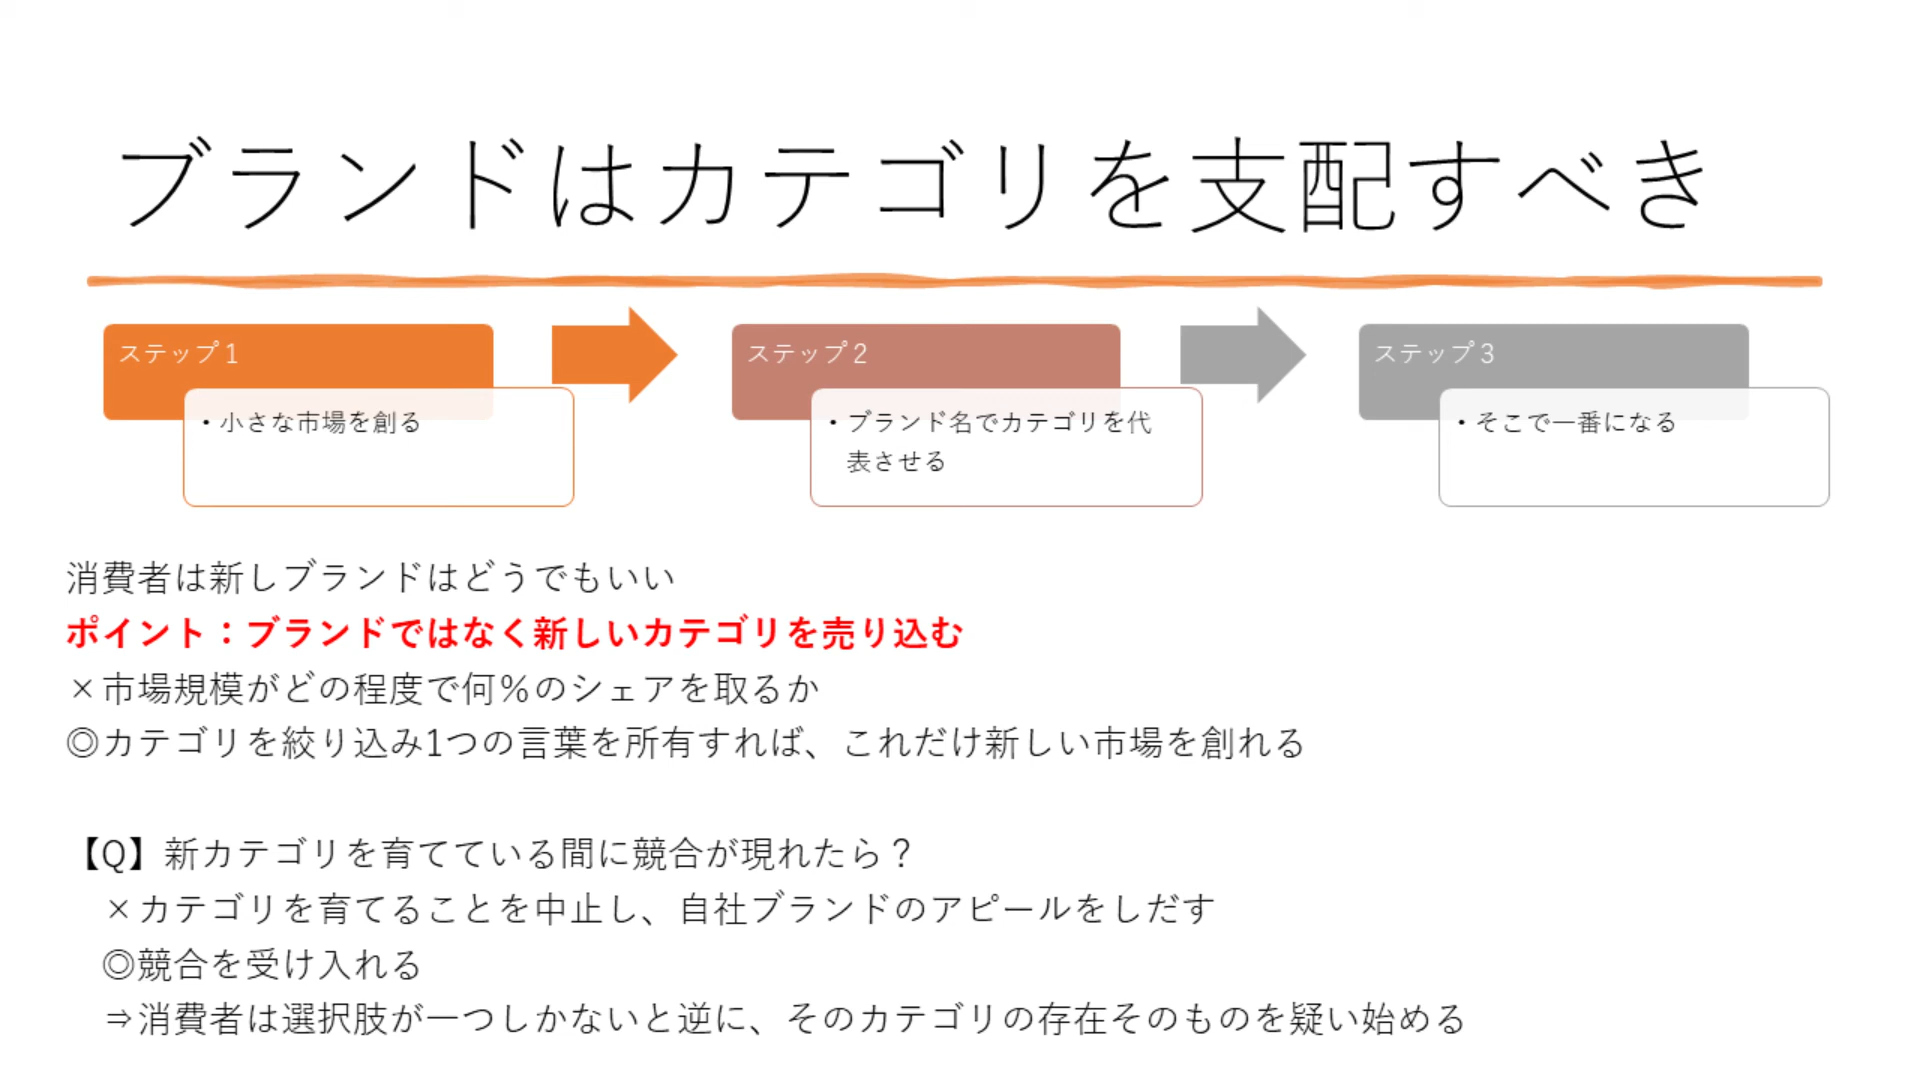 ブランドはカテゴリを支配すべき
ステップ1
・小さな市場を創る
ステップ2
・ブランド名でカテゴリを代
表させる
ステップ3
・そこで一番になる
消費者は新しブランドはどうでもいい
ポイント：ブランドではなく新しいカテゴリを売り込む
×市場規模がどの程度で何％のシェアを取るか
◎カテゴリを絞り込み1つの言葉を所有すれば、これだけ新しい市場を創れる
【Q】新カテゴリを育てている間に競合が現れたら？
×カテゴリを育てることを中止し、自社ブランドのアピールをしだす
◎競合を受け入れる
⇒消費者は選択肢が一つしかないと逆に、そのカテゴリの存在そのものを疑い始める